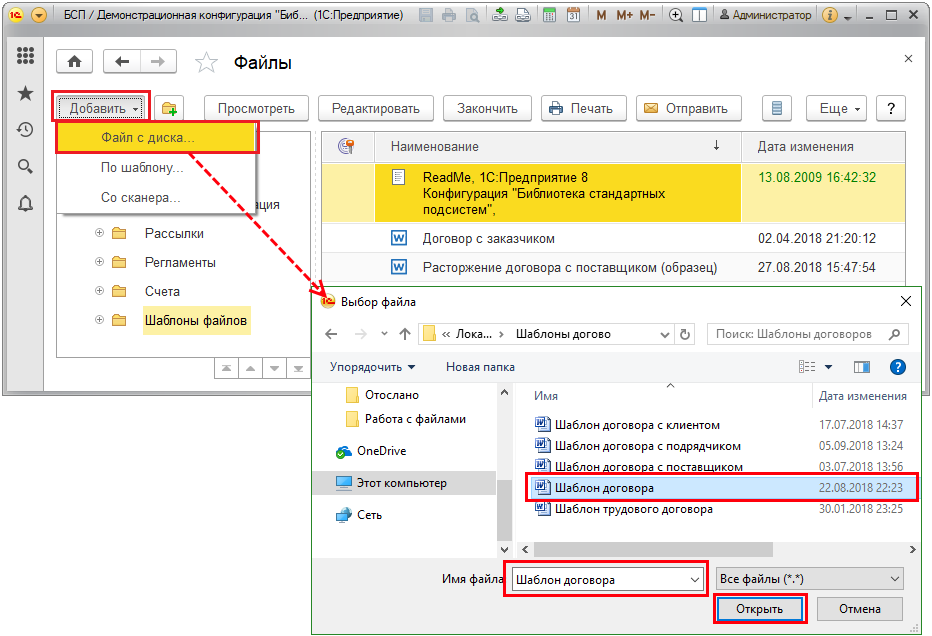 БСП / Демонстрационная конфигурация "Биб... (1С:Предприятие)
M M+ M- Администратор
Файлы
Добавить Просмотреть Редактировать Закончить Печать Отправить Еще ?
Файл с диска...
По шаблону...
Со сканера...
ация
Рассылки
Регламенты
Счета
Шаблоны файлов
Наименование ↓ Дата изменения
ReadMe, 1С:Предприятие 8 13.08.2009 16:42:32
Конфигурация "Библиотека стандартных
подсистем",
Договор с заказчиком 02.04.2018 21:20:12
Расторжение договора с поставщиком (образец) 27.08.2018 15:47:54
Выбор файла
« Лока... › Шаблоны догово Поиск: Шаблоны договоров
Упорядочить Новая папка ?
Отослано
Работа с файлами
OneDrive
Этот компьютер
Сеть
Имя Дата изменения
Шаблон договора с клиентом 17.07.2018 14:37
Шаблон договора с подрядчиком 05.09.2018 13:24
Шаблон договора с поставщиком 03.07.2018 13:56
Шаблон договора 22.08.2018 22:23
Шаблон трудового договора 30.01.2018 23:25
Имя файла Шаблон договора Все файлы (*.*)
Открыть Отмена